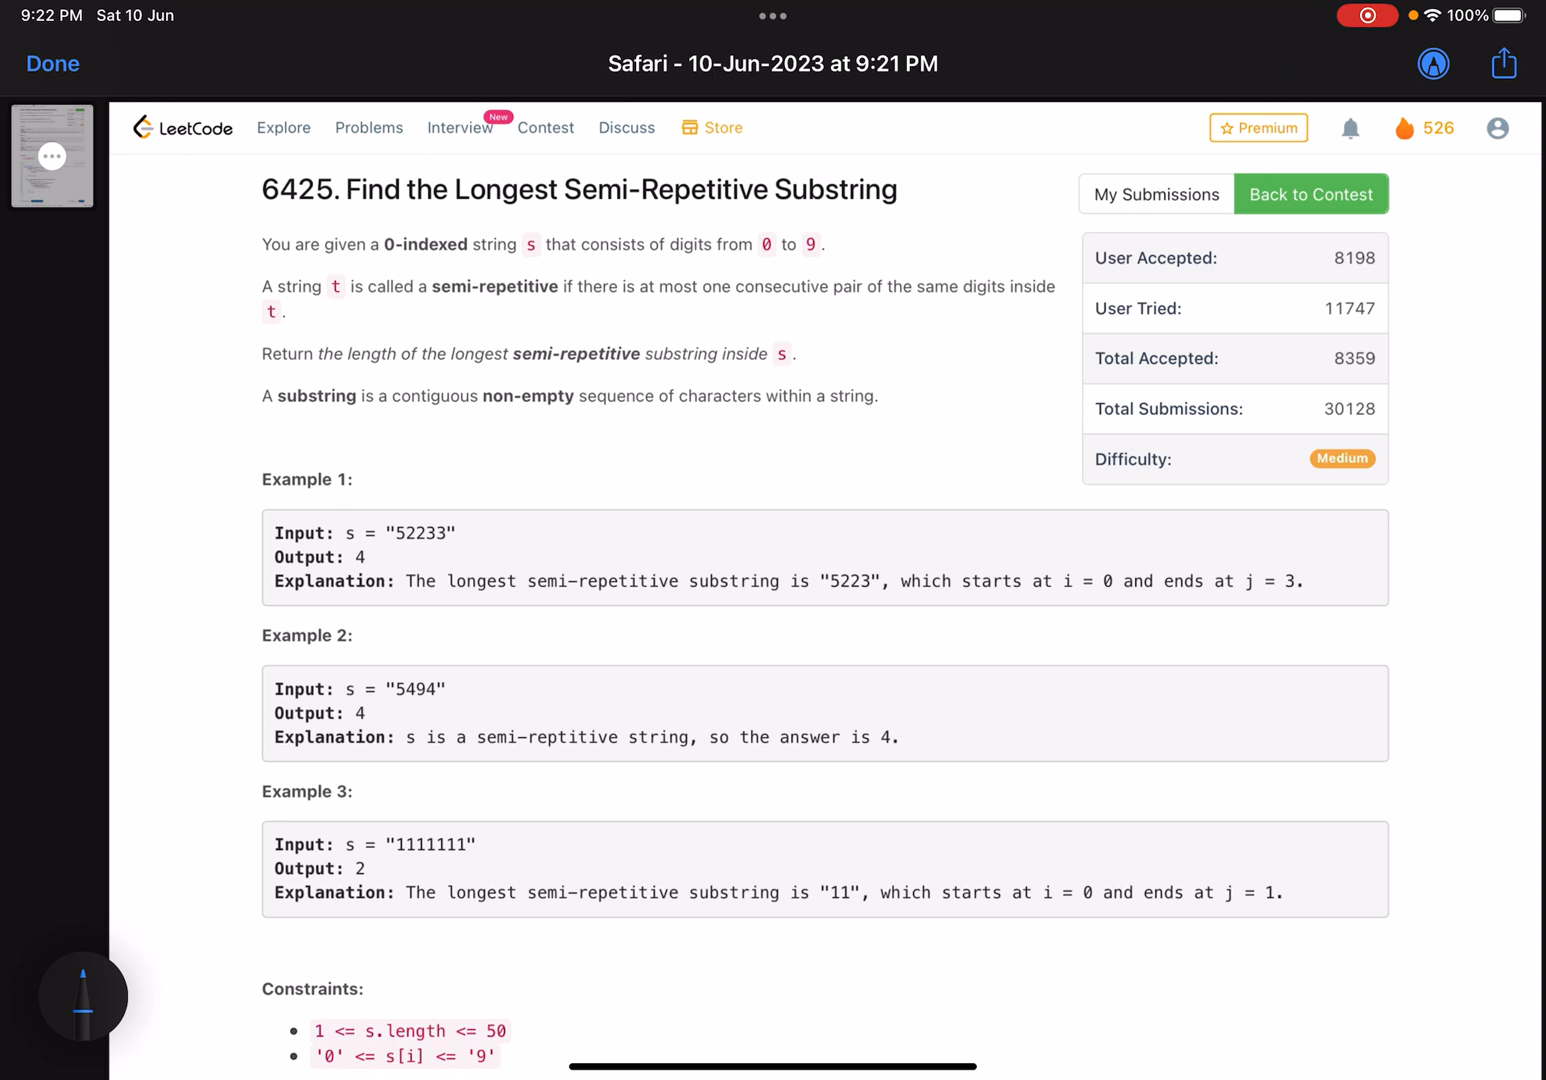 9:22 PM Sat 10 Jun
100%
Done
Safari - 10-Jun-2023 at 9:21 PM
LeetCode Explore Problems Interview New Contest Discuss Store Premium 526
6425. Find the Longest Semi-Repetitive Substring
My Submissions Back to Contest
You are given a 0-indexed string s that consists of digits from 0 to 9 .
A string t is called a semi-repetitive if there is at most one consecutive pair of the same digits inside
t .
Return the length of the longest semi-repetitive substring inside s .
A substring is a contiguous non-empty sequence of characters within a string.
User Accepted: 8198
User Tried: 11747
Total Accepted: 8359
Total Submissions: 30128
Difficulty: Medium
Example 1:
Input: s = "52233"
Output: 4
Explanation: The longest semi-repetitive substring is "5223", which starts at i = 0 and ends at j = 3.
Example 2:
Input: s = "5494"
Output: 4
Explanation: s is a semi-reptitive string, so the answer is 4.
Example 3:
Input: s = "1111111"
Output: 2
Explanation: The longest semi-repetitive substring is "11", which starts at i = 0 and ends at j = 1.
Constraints:
1 <= s.length <= 50
'0' <= s[i] <= '9'